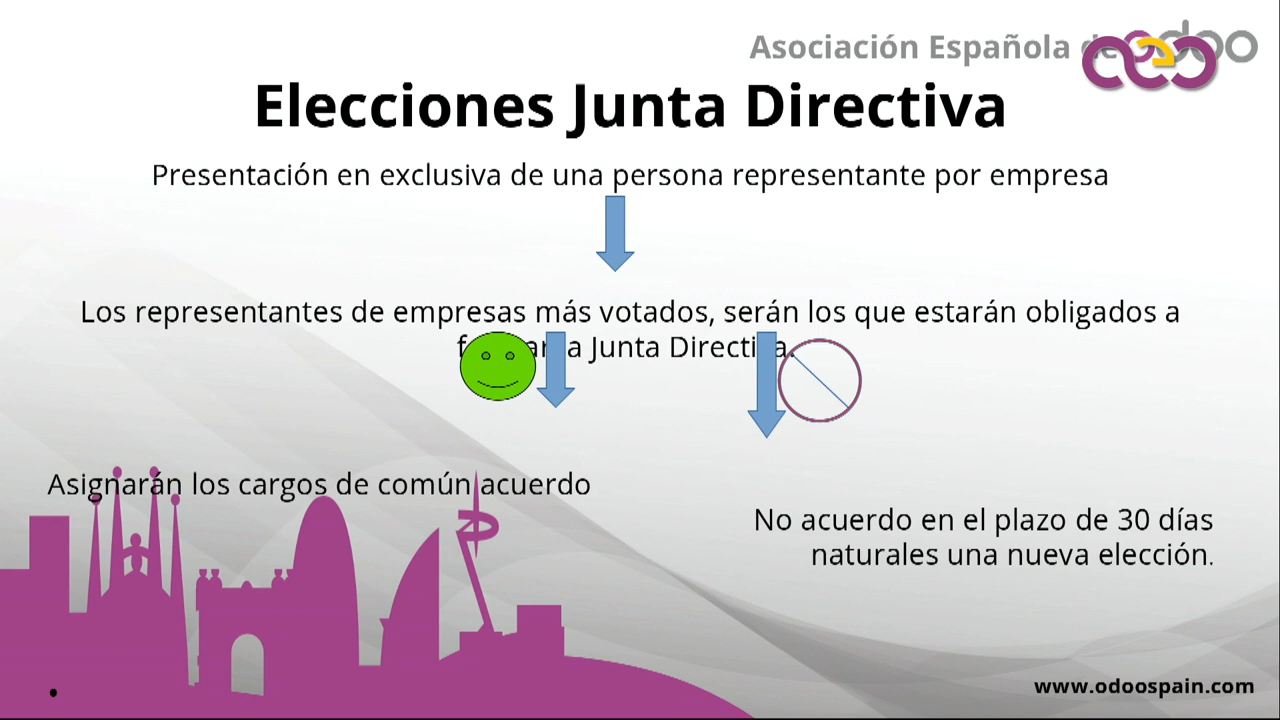 Asociación Española de odoo
Elecciones Junta Directiva
Presentación en exclusiva de una persona representante por empresa
Los representantes de empresas más votados, serán los que estarán obligados a
a Junta Directiva.
Asignarán los cargos de común acuerdo
No acuerdo en el plazo de 30 días
naturales una nueva elección.
www.odoospain.com